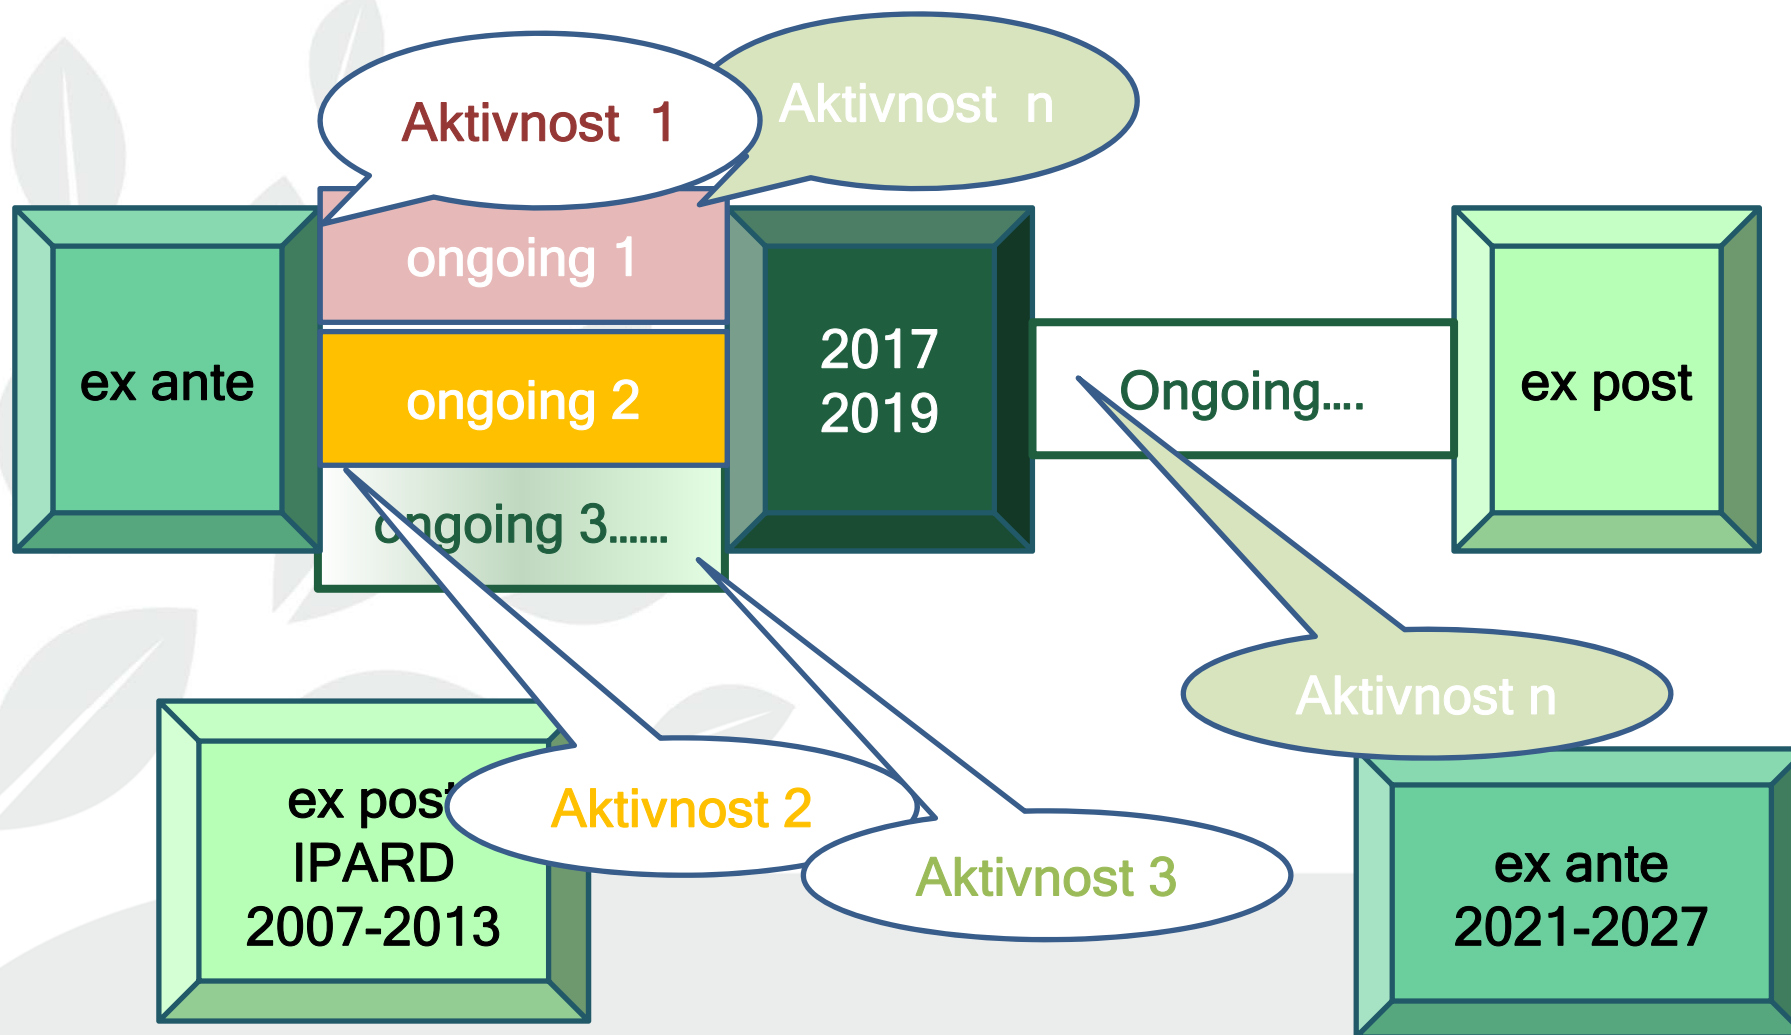 Aktivnost 1
Aktivnost n
ex ante
ongoing 1
ongoing 2
ongoing 3......
2017
2019
Ongoing....
ex post
Aktivnost n
ex post
IPARD
2007-2013
Aktivnost 2
Aktivnost 3
ex ante
2021-2027